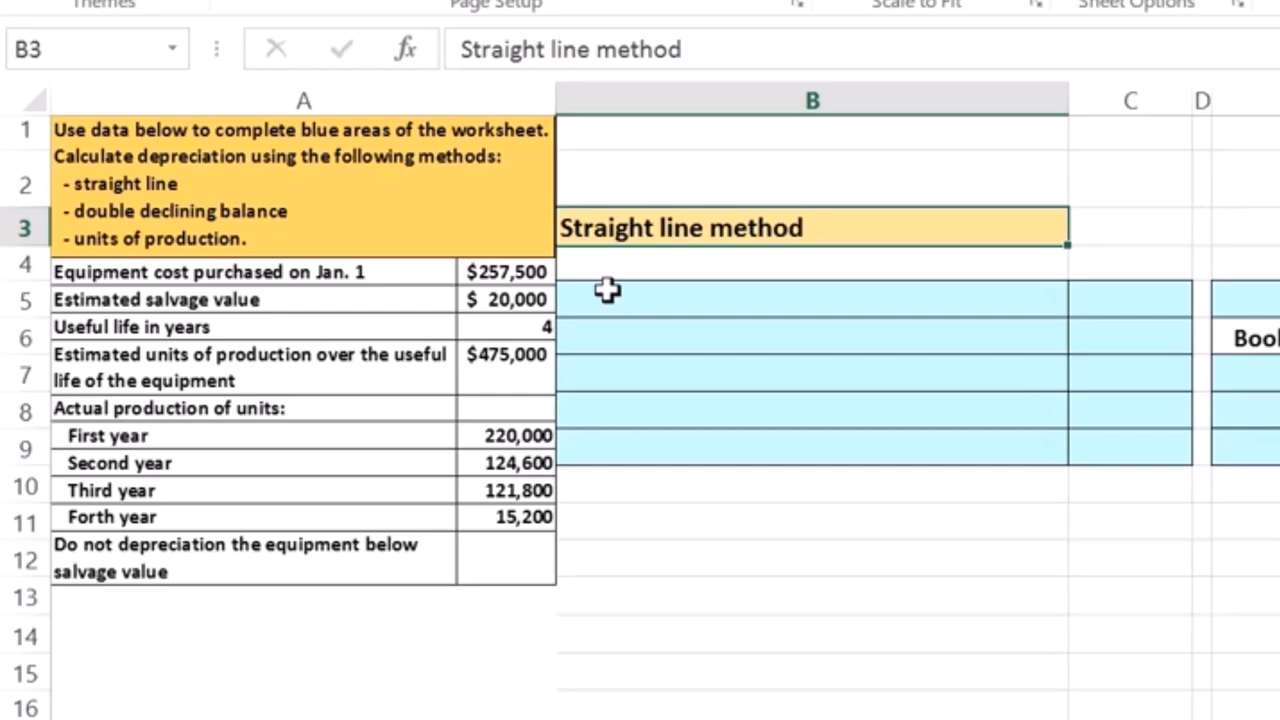 Themes
Page Setup
Scale to Fit
Sheet Options
B3
fx
Straight line method
A
B
C
D
1
Use data below to complete blue areas of the worksheet.
Calculate depreciation using the following methods:
2
- straight line
- double declining balance
3
- units of production.
Straight line method
4
Equipment cost purchased on Jan. 1 $257,500
5
Estimated salvage value $ 20,000
Useful life in years 4
6
Book
Estimated units of production over the useful $475,000
7
life of the equipment
8
Actual production of units:
First year 220,000
9
Second year 124,600
10
Third year 121,800
11
Forth year 15,200
Do not depreciation the equipment below
12
salvage value
13
14
15
16